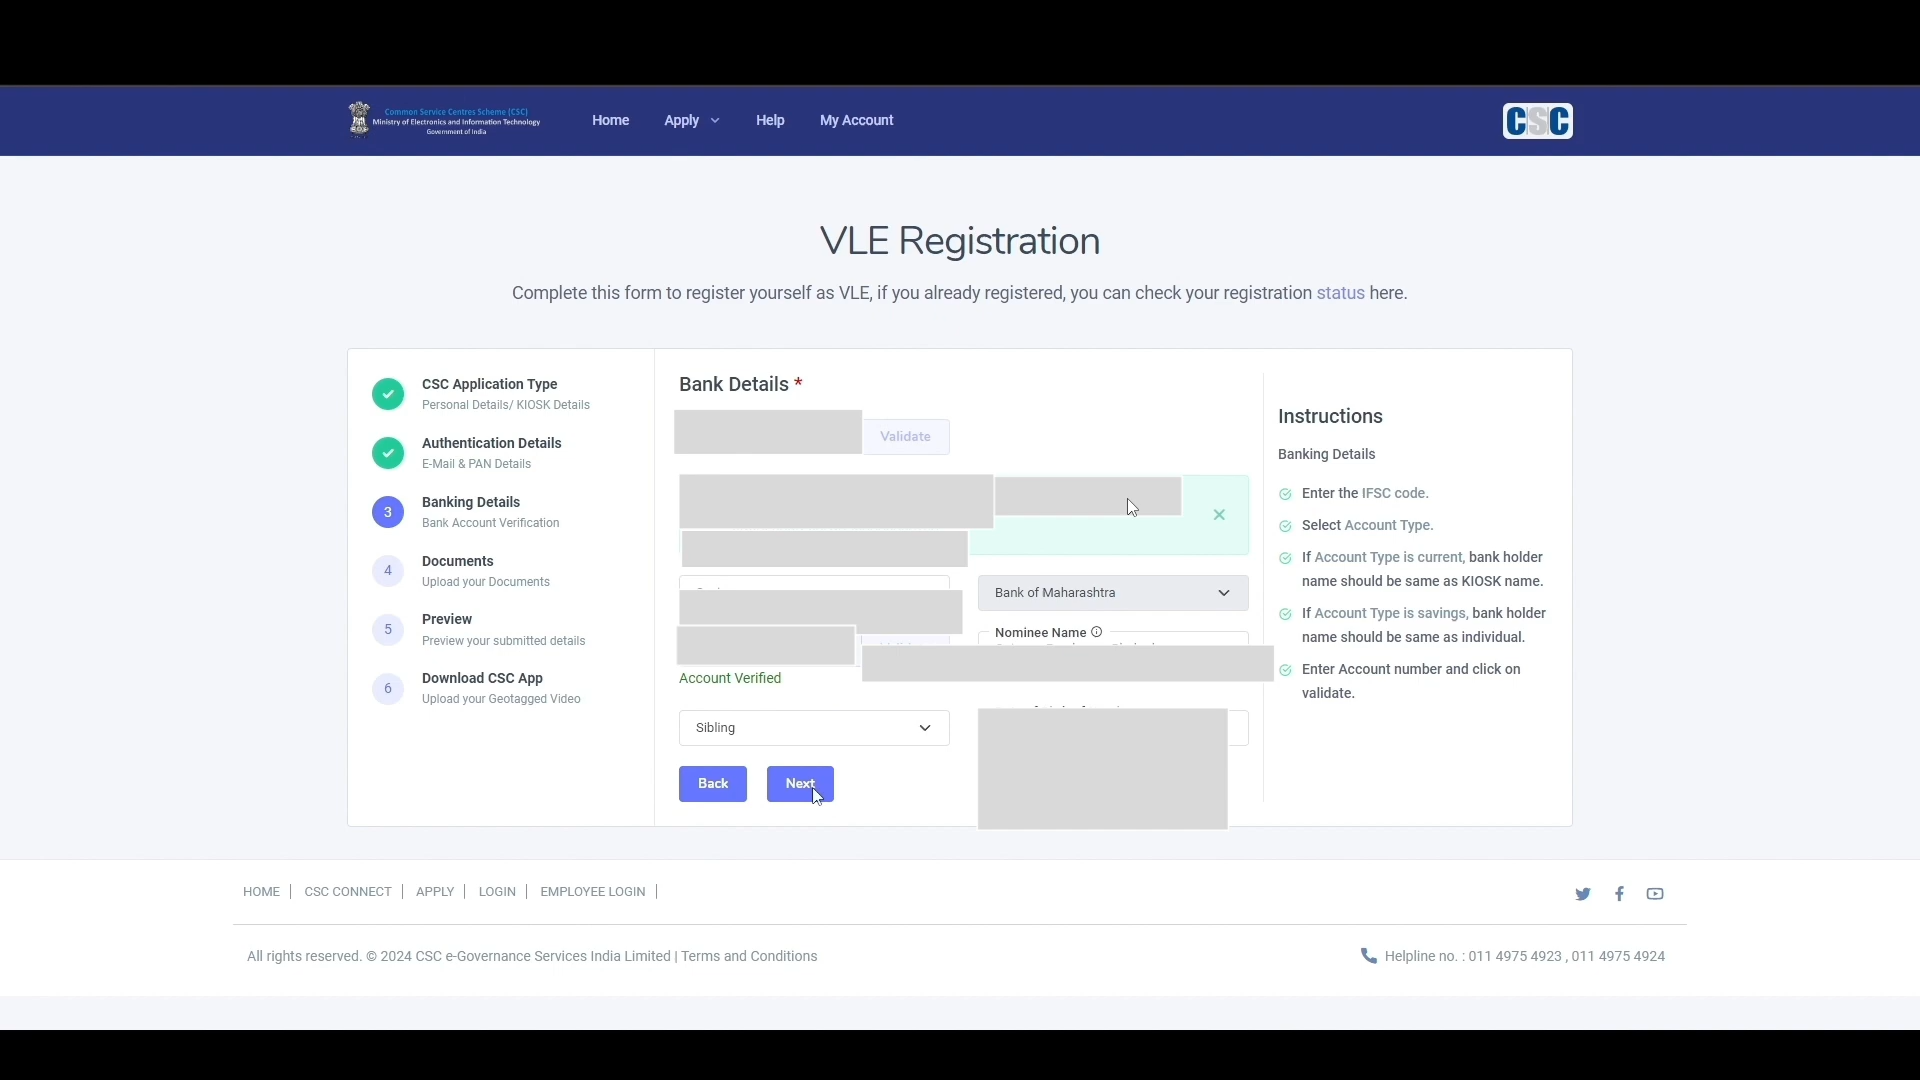 Common Service Centres Scheme (CSC)
Ministry of Electronics and Information Technology
Government of India
Home
Apply
Help
My Account
CSC
VLE Registration
Complete this form to register yourself as VLE, if you already registered, you can check your registration status here.
CSC Application Type
Personal Details/ KIOSK Details
Authentication Details
E-Mail & PAN Details
3
Banking Details
Bank Account Verification
4
Documents
Upload your Documents
5
Preview
Preview your submitted details
6
Download CSC App
Upload your Geotagged Video
Bank Details *
Validate
Bank of Maharashtra
Nominee Name
Account Verified
Sibling
Back
Next
Instructions
Banking Details
Enter the IFSC code.
Select Account Type.
If Account Type is current, bank holder
name should be same as KIOSK name.
If Account Type is savings, bank holder
name should be same as individual.
Enter Account number and click on
validate.
HOME | CSC CONNECT | APPLY | LOGIN | EMPLOYEE LOGIN |
All rights reserved. © 2024 CSC e-Governance Services India Limited | Terms and Conditions
Helpline no. : 011 4975 4923 , 011 4975 4924